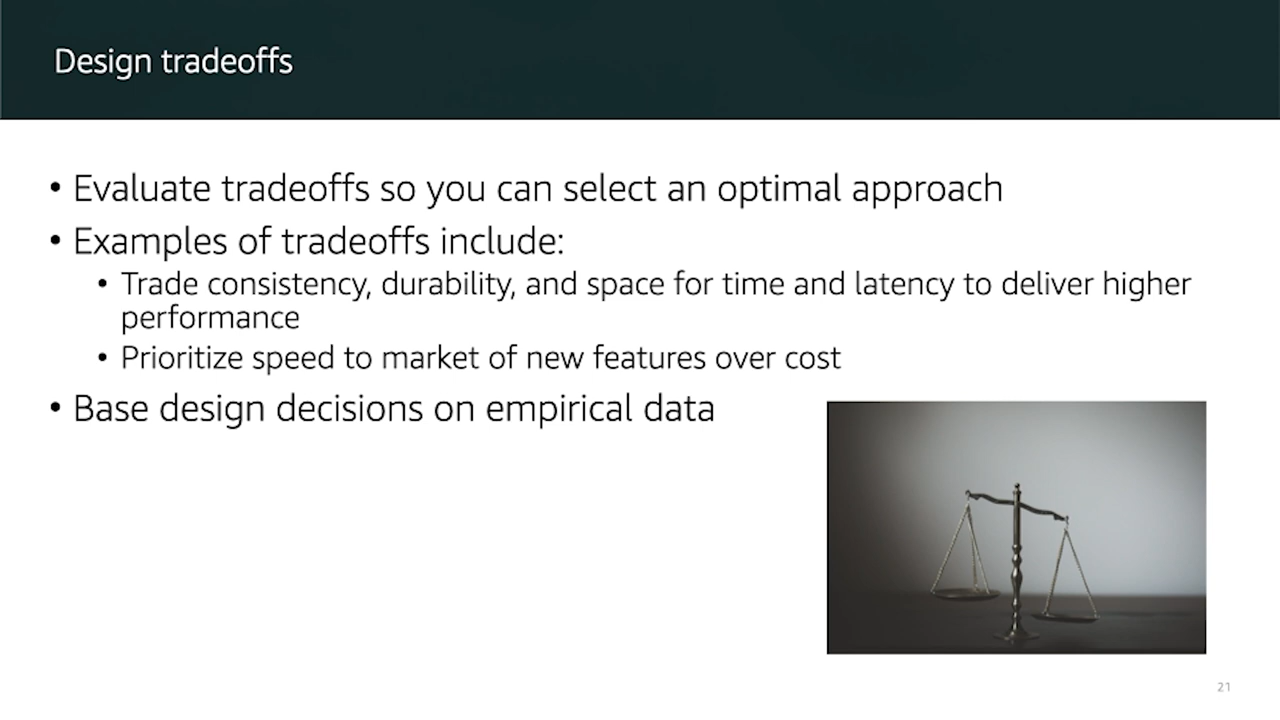 Design tradeoffs
• Evaluate tradeoffs so you can select an optimal approach
• Examples of tradeoffs include:
• Trade consistency, durability, and space for time and latency to deliver higher
performance
• Prioritize speed to market of new features over cost
• Base design decisions on empirical data
21